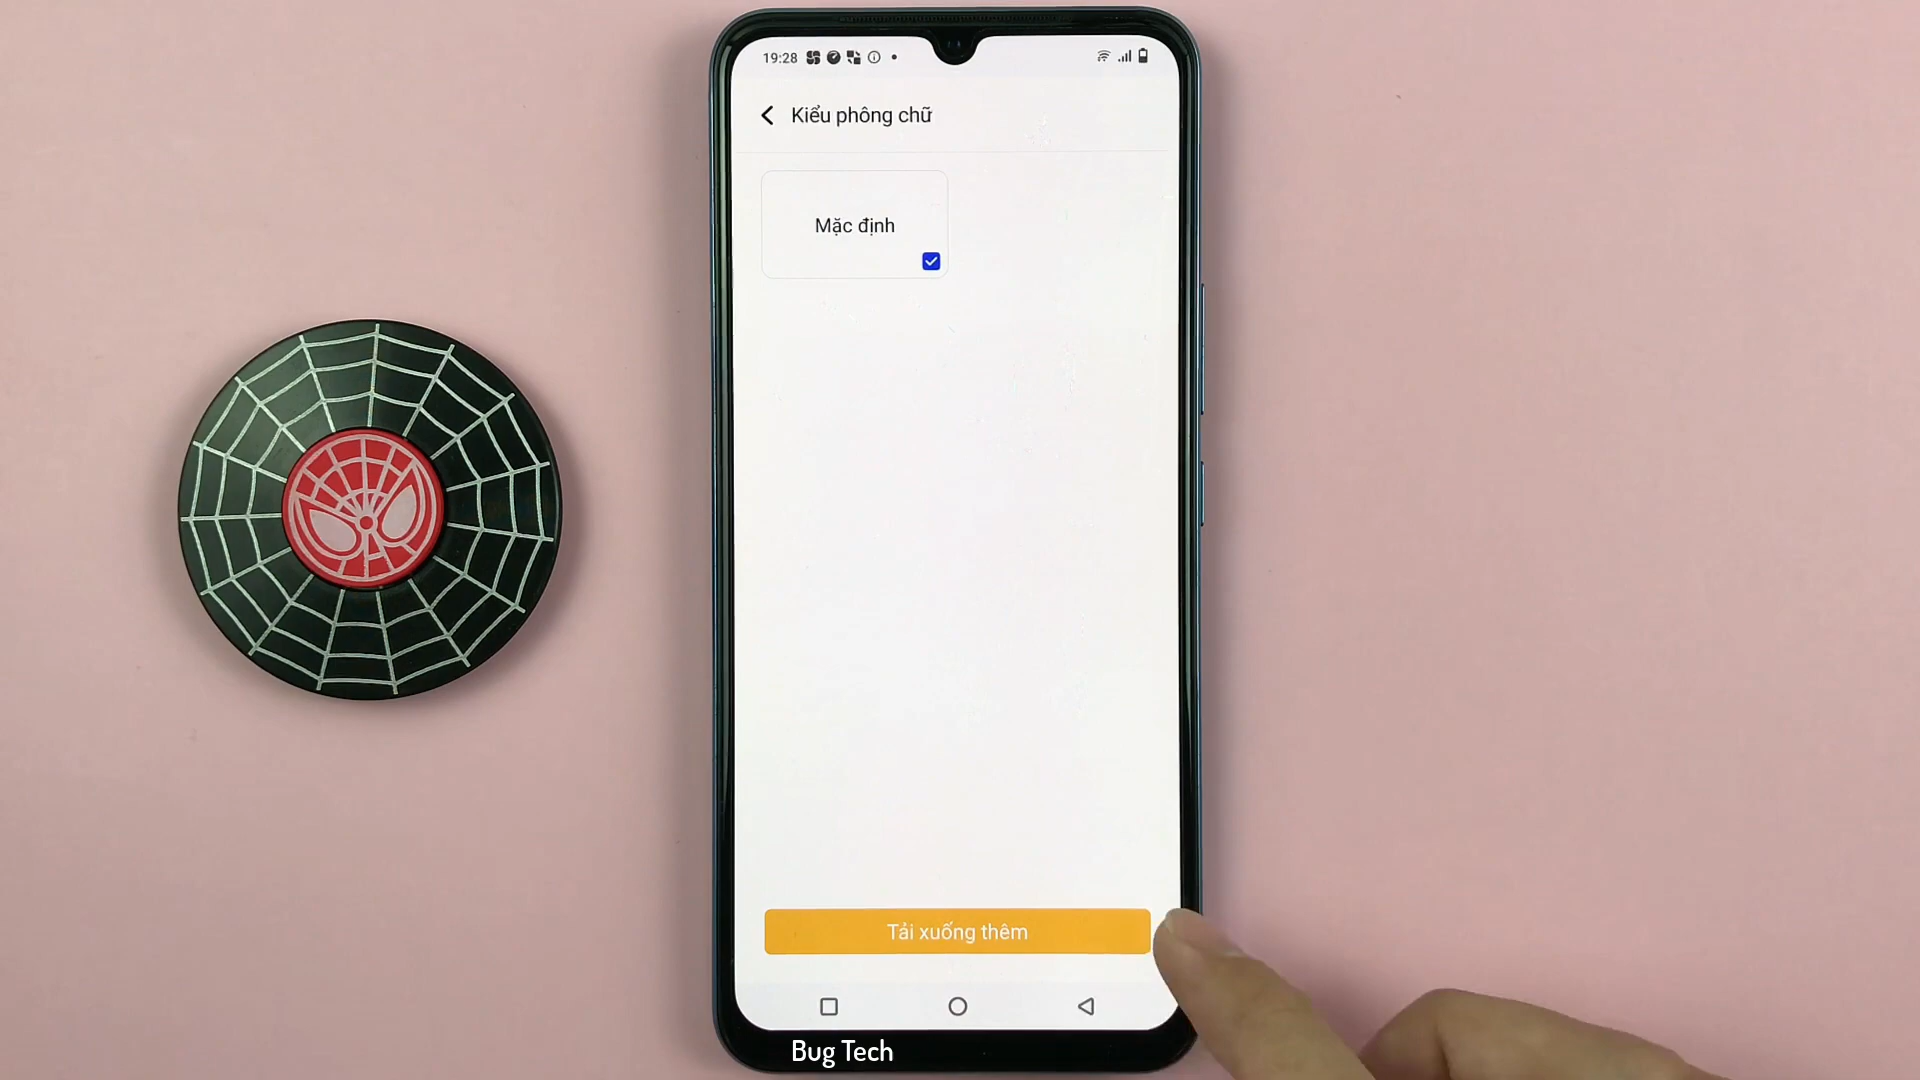 19:28
Kiểu phông chữ
Mặc định
Tải xuống thêm
Bug Tech